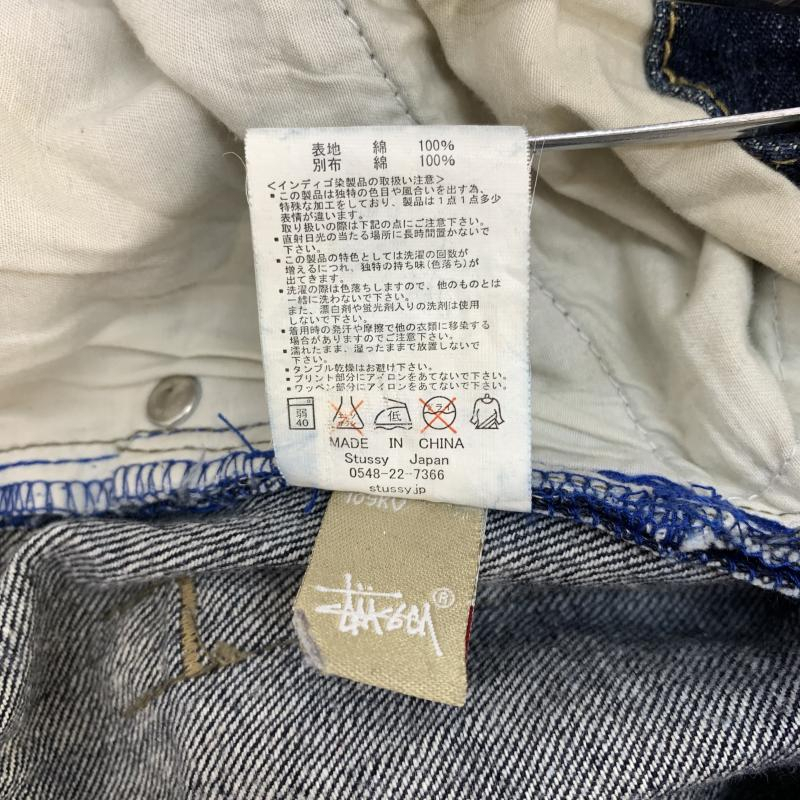 表地 綿 100%
別布 綿 100%
<インディゴ染製品の取扱い注意>
▪この製品は独特の色目や風合いを出す為、
特殊な加工をしており、製品は1点1点多少
表情が違います。
取り扱いの際は下記の点にご注意下さい。
▪直射日光の当たる場所に長時間置かないで
下さい。
▪この製品の特色としては洗濯の回数が
増えるにつれ、独特の持ち味(色落ち)が
出てきます。
▪洗濯の際は色落ちしますので、他のものとは
一緒に洗わないで下さい。
また、漂白剤や蛍光剤入りの洗剤は使用
しないで下さい。
▪着用時の発汗や摩擦で他の衣類に移染する
場合がありますのでご注意下さい。
▪濡れたまま、湿ったままで放置しないで
下さい。
▪タンブル乾燥はお避け下さい。
▪プリント部分にアイロンをあてないで下さい。
▪ワッペン部分にアイロンをあてないで下さい。
弱 40 エンソ サラシ 低 ドライ
MADE IN CHINA
Stussy Japan
0548-22-7366
stussy.jp
Stüssy ®